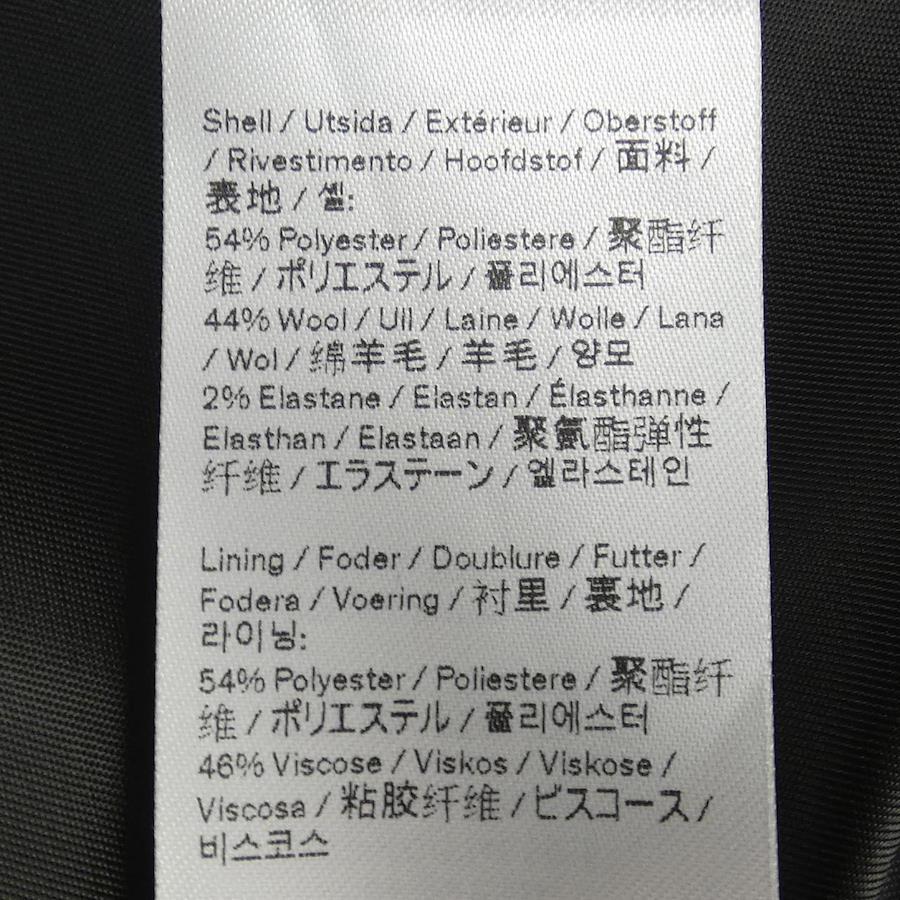 Shell / Utsida / Extérieur / Oberstoff
/ Rivestimento / Hoofdstof / 面料 /
表地 / 셸:
54% Polyester / Poliestere / 聚酯纤
维 / ポリエステル / 폴리에스터
44% Wool / Ull / Laine / Wolle / Lana
/ Wol / 绵羊毛 / 羊毛 / 양모
2% Elastane / Elastan / Élasthanne /
Elasthan / Elastaan / 聚氨酯弹性
纤维 / エラステーン / 엘라스테인
Lining / Foder / Doublure / Futter /
Fodera / Voering / 衬里 / 裏地 /
라이닝:
54% Polyester / Poliestere / 聚酯纤
维 / ポリエステル / 폴리에스터
46% Viscose / Viskos / Viskose /
Viscosa / 粘胶纤维 / ビスコース /
비스코스